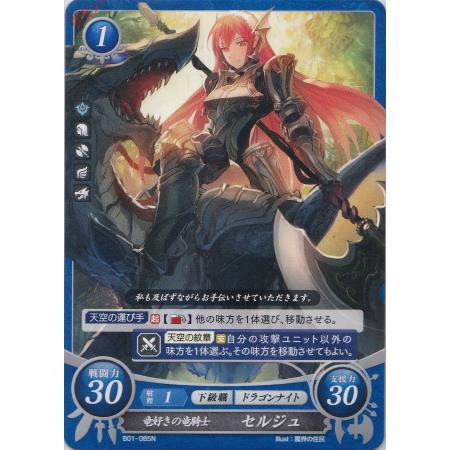 1
私も及ばずながらお手伝いさせていただきます。
天空の運び手 起 他の味方を1体選び、移動させる。
天空の紋章 支 自分の攻撃ユニット以外の
味方を1体選ぶ。その味方を移動させてもよい。
戦闘力
30
射程 1 下級職 ドラゴンナイト
支援力
30
竜好きの竜騎士 セルジュ
B01-085N
Illust：魔界の住民